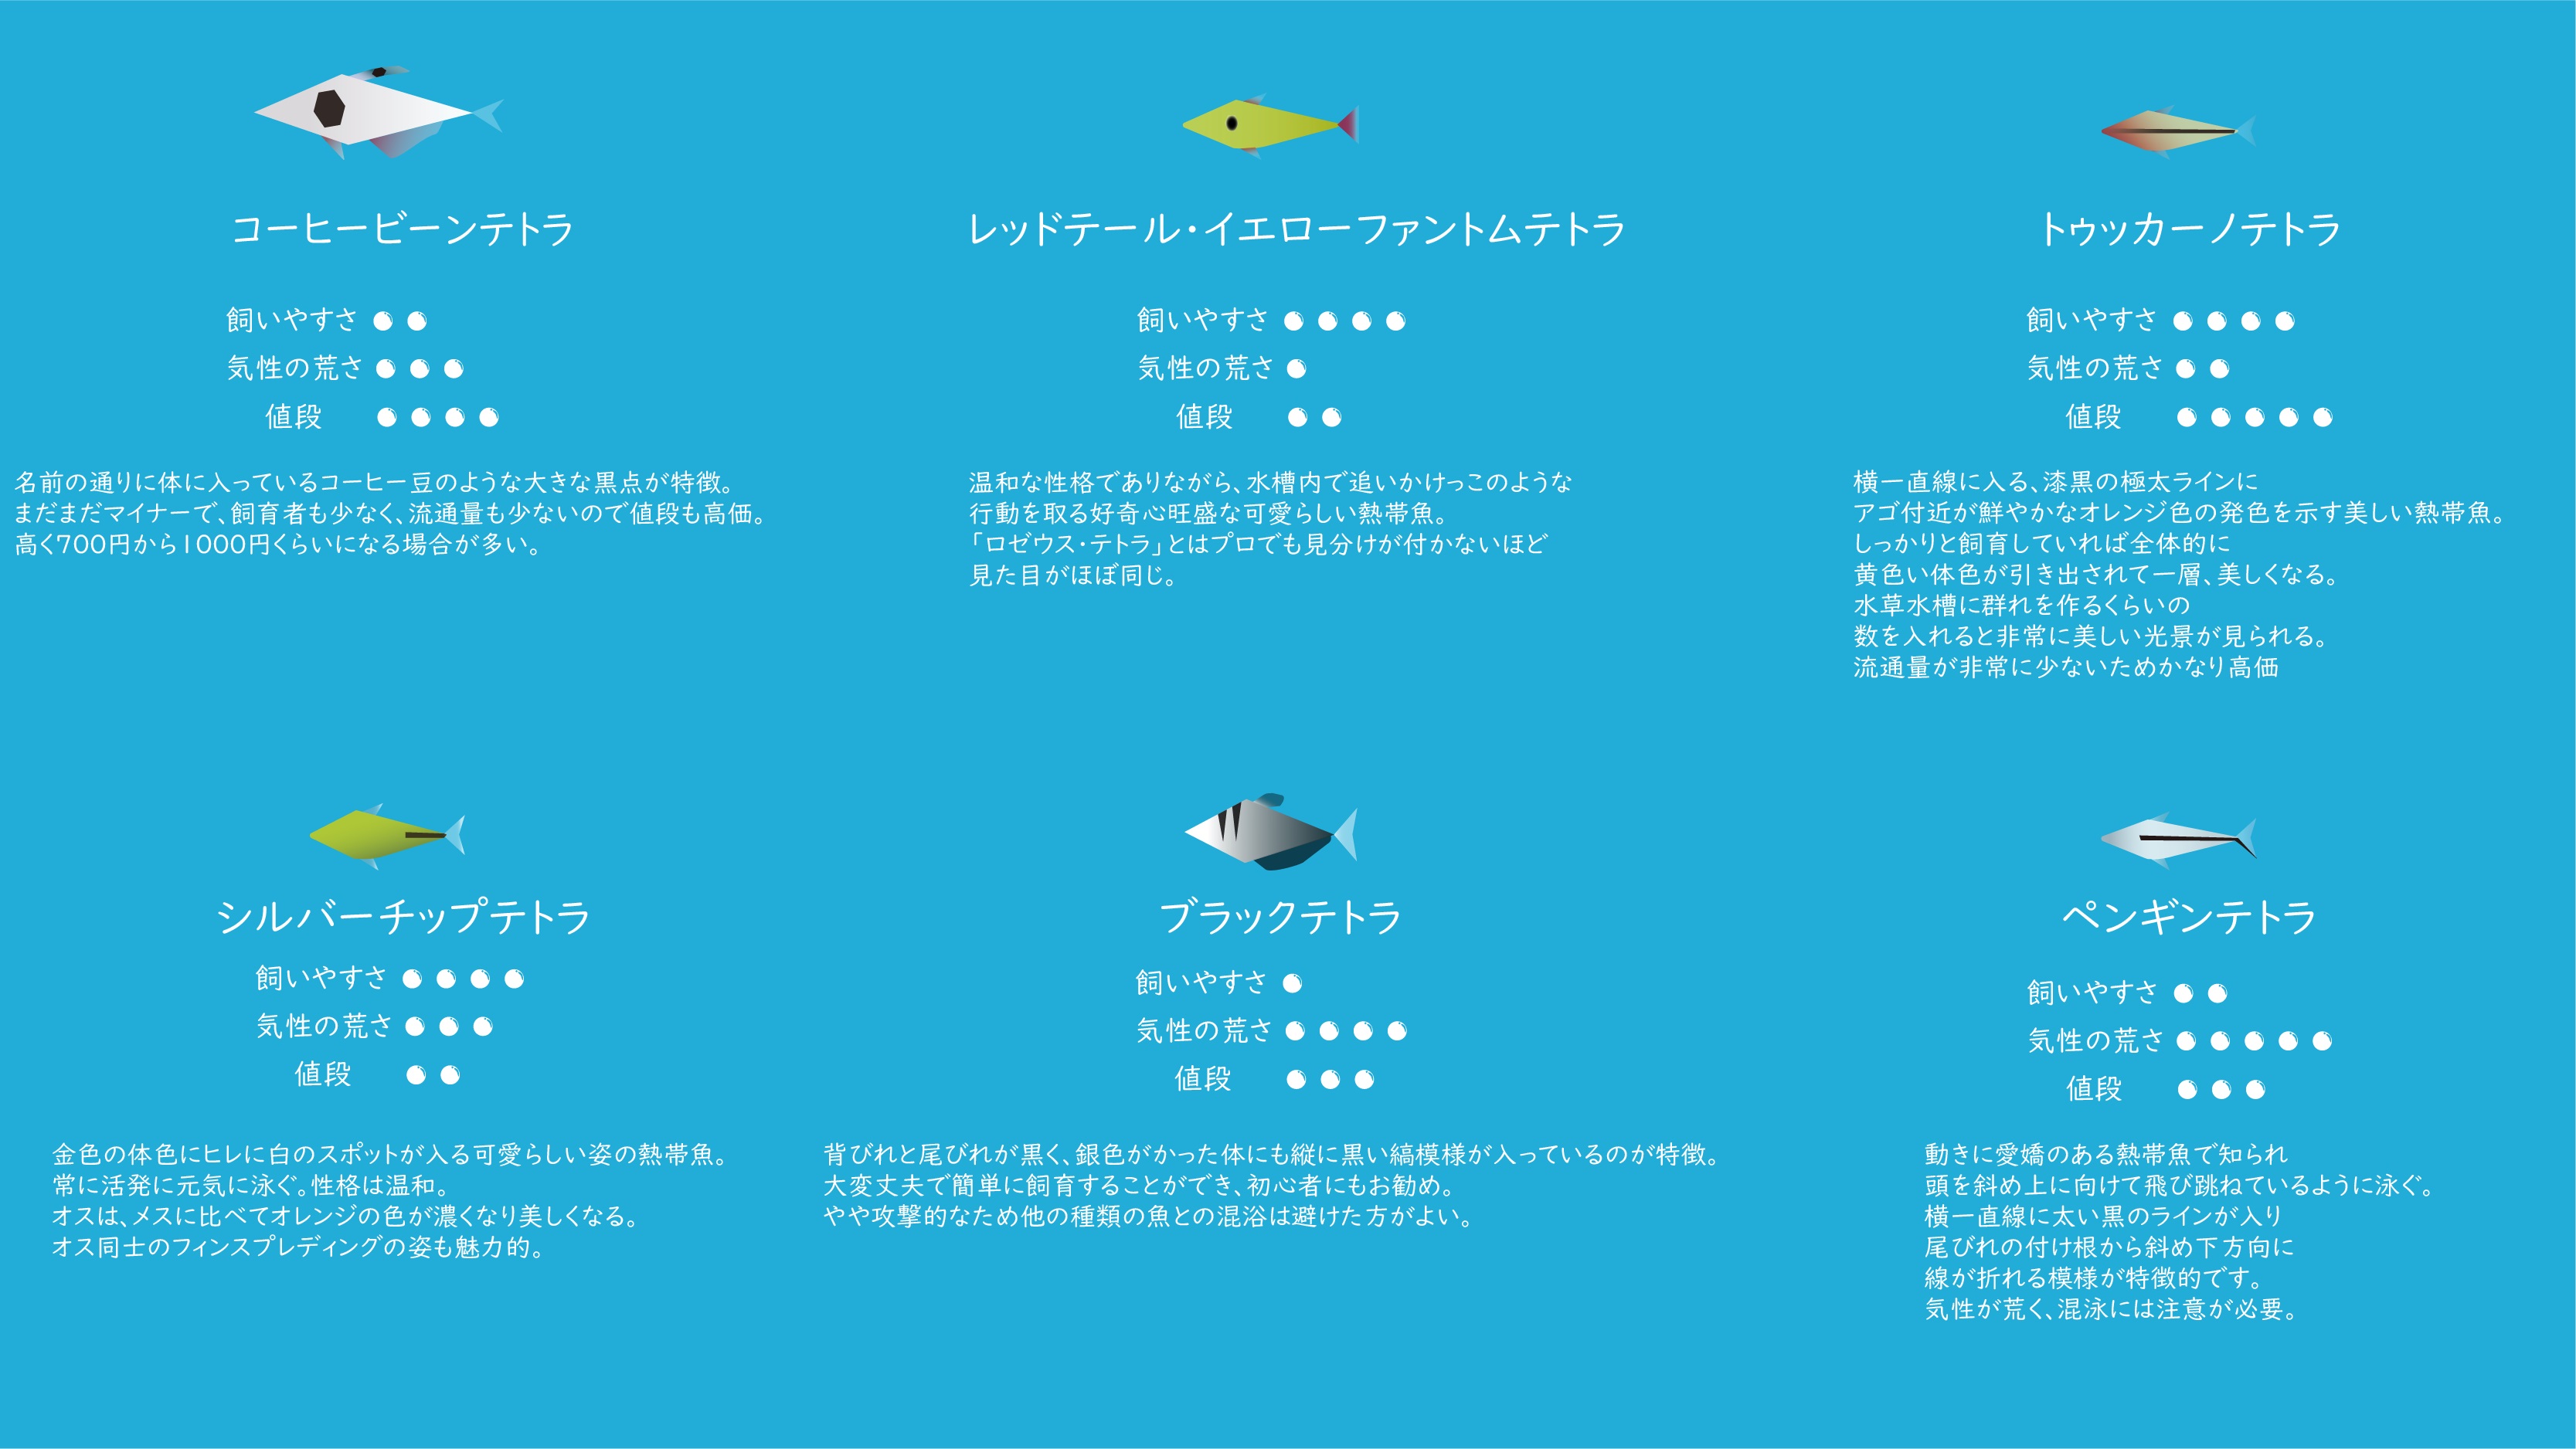 コーヒービーンテトラ
飼いやすさ
気性の荒さ
値段
名前の通りに体に入っているコーヒー豆のような大きな黒点が特徴。
まだまだマイナーで、飼育者も少なく、流通量も少ないので値段も高価。
高く700円から1000円くらいになる場合が多い。
レッドテール・イエローファントムテトラ
飼いやすさ
気性の荒さ
値段
温和な性格でありながら、水槽内で追いかけっこのような
行動を取る好奇心旺盛な可愛らしい熱帯魚。
「ロゼウス・テトラ」とはプロでも見分けが付かないほど
見た目がほぼ同じ。
トゥッカーノテトラ
飼いやすさ
気性の荒さ
値段
横一直線に入る、漆黒の極太ラインに
アゴ付近が鮮やかなオレンジ色の発色を示す美しい熱帯魚。
しっかりと飼育していれば全体的に
黄色い体色が引き出されて一層、美しくなる。
水草水槽に群れを作るくらいの
数を入れると非常に美しい光景が見られる。
流通量が非常に少ないためかなり高価
シルバーチップテトラ
飼いやすさ
気性の荒さ
値段
金色の体色にヒレに白のスポットが入る可愛らしい姿の熱帯魚。
常に活発に元気に泳ぐ。性格は温和。
オスは、メスに比べてオレンジの色が濃くなり美しくなる。
オス同士のフィンスプレディングの姿も魅力的。
ブラックテトラ
飼いやすさ
気性の荒さ
値段
背びれと尾びれが黒く、銀色がかった体にも縦に黒い縞模様が入っているのが特徴。
大変丈夫で簡単に飼育することができ、初心者にもお勧め。
やや攻撃的なため他の種類の魚との混浴は避けた方がよい。
ペンギンテトラ
飼いやすさ
気性の荒さ
値段
動きに愛嬌のある熱帯魚で知られ
頭を斜め上に向けて飛び跳ねているように泳ぐ。
横一直線に太い黒のラインが入り
尾びれの付け根から斜め下方向に
線が折れる模様が特徴的です。
気性が荒く、混泳には注意が必要。